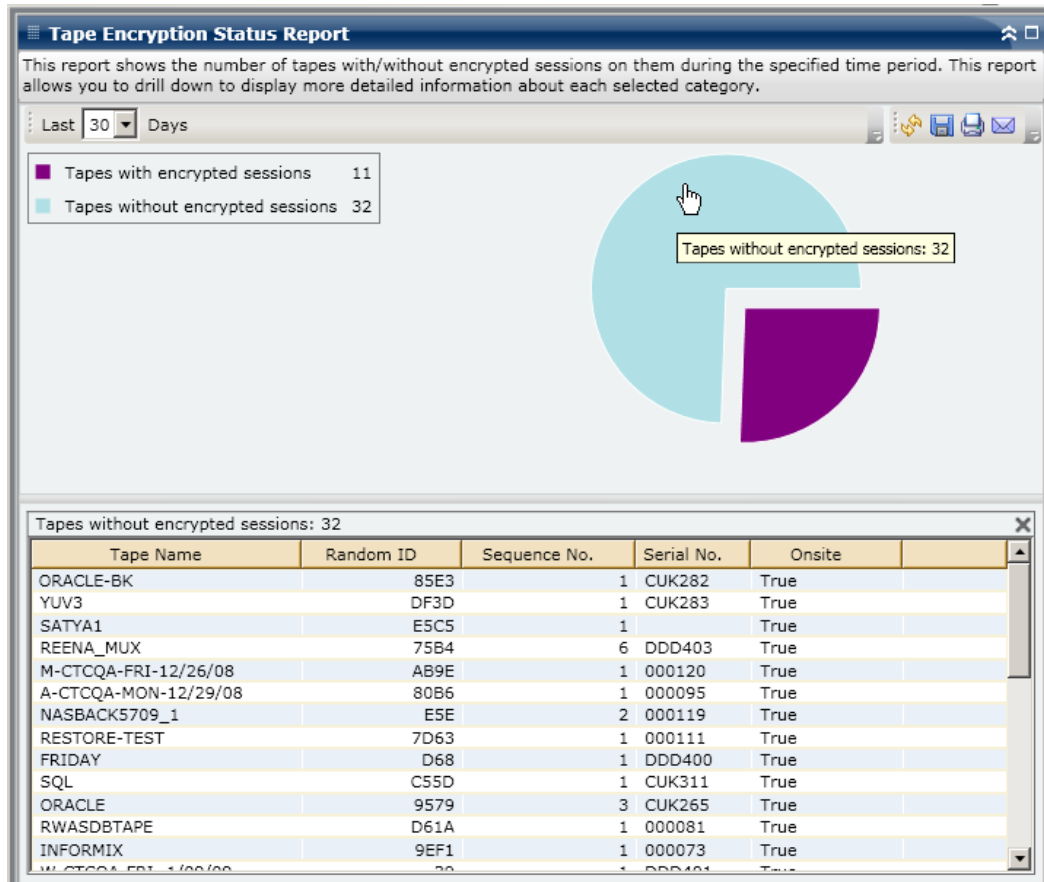 Tape Encryption Status Report
This report shows the number of tapes with/without encrypted sessions on them during the specified time period. This report
allows you to drill down to display more detailed information about each selected category.
Last 30 Days
Tapes with encrypted sessions 11
Tapes without encrypted sessions 32
Tapes without encrypted sessions: 32
Tapes without encrypted sessions: 32
Tape Name Random ID Sequence No. Serial No. Onsite
ORACLE-BK 85E3 1 CUK282 True
YUV3 DF3D 1 CUK283 True
SATYA1 E5C5 1 True
REENA_MUX 75B4 6 DDD403 True
M-CTCQA-FRI-12/26/08 AB9E 1 000120 True
A-CTCQA-MON-12/29/08 80B6 1 000095 True
NASBACK5709_1 E5E 2 000119 True
RESTORE-TEST 7D63 1 000111 True
FRIDAY D68 1 DDD400 True
SQL C55D 1 CUK311 True
ORACLE 9579 3 CUK265 True
RWASDBTAPE D61A 1 000081 True
INFORMIX 9EF1 1 000073 True